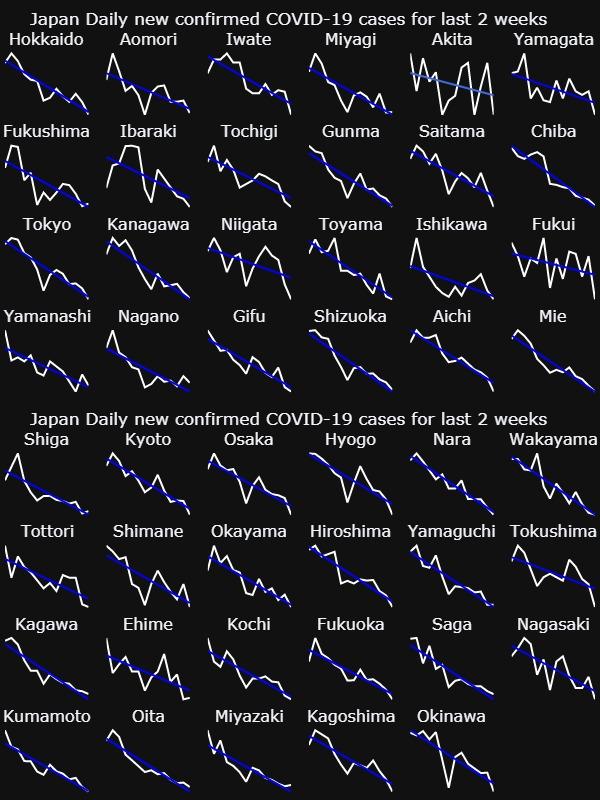 Japan Daily new confirmed COVID-19 cases for last 2 weeks
Hokkaido Aomori Iwate Miyagi Akita Yamagata
Fukushima Ibaraki Tochigi Gunma Saitama Chiba
Tokyo Kanagawa Niigata Toyama Ishikawa Fukui
Yamanashi Nagano Gifu Shizuoka Aichi Mie
Japan Daily new confirmed COVID-19 cases for last 2 weeks
Shiga Kyoto Osaka Hyogo Nara Wakayama
Tottori Shimane Okayama Hiroshima Yamaguchi Tokushima
Kagawa Ehime Kochi Fukuoka Saga Nagasaki
Kumamoto Oita Miyazaki Kagoshima Okinawa